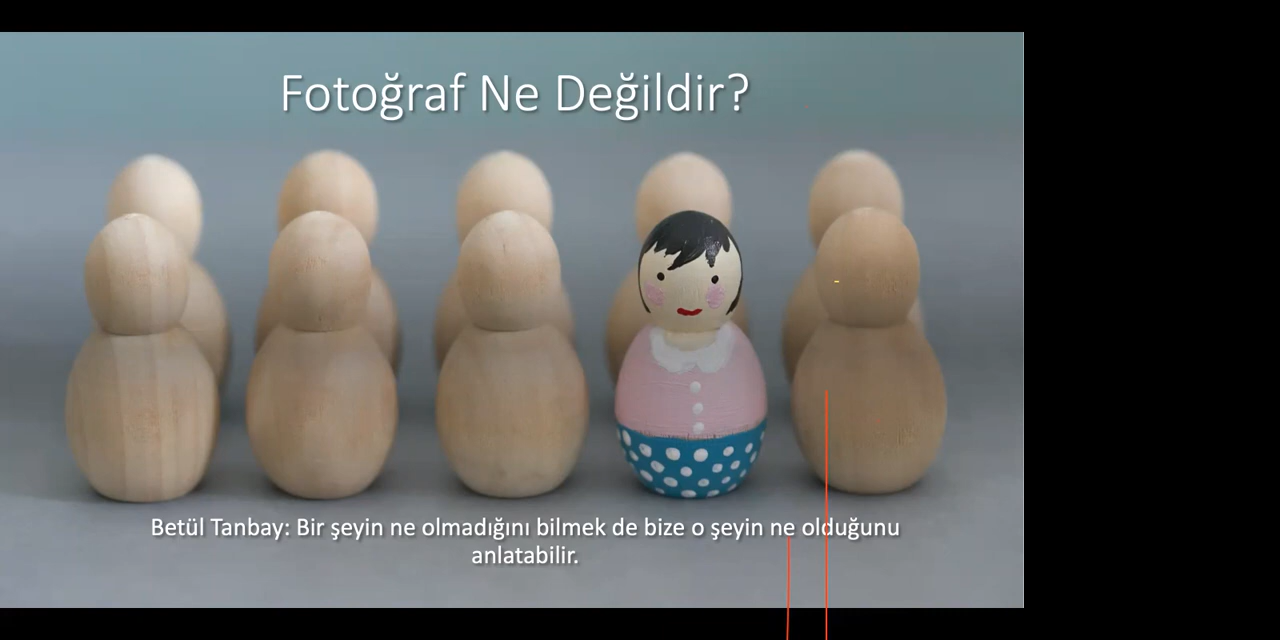 Fotoğraf Ne Değildir?
Betül Tanbay: Bir şeyin ne olmadığını bilmek de bize o şeyin ne olduğunu
anlatabilir.